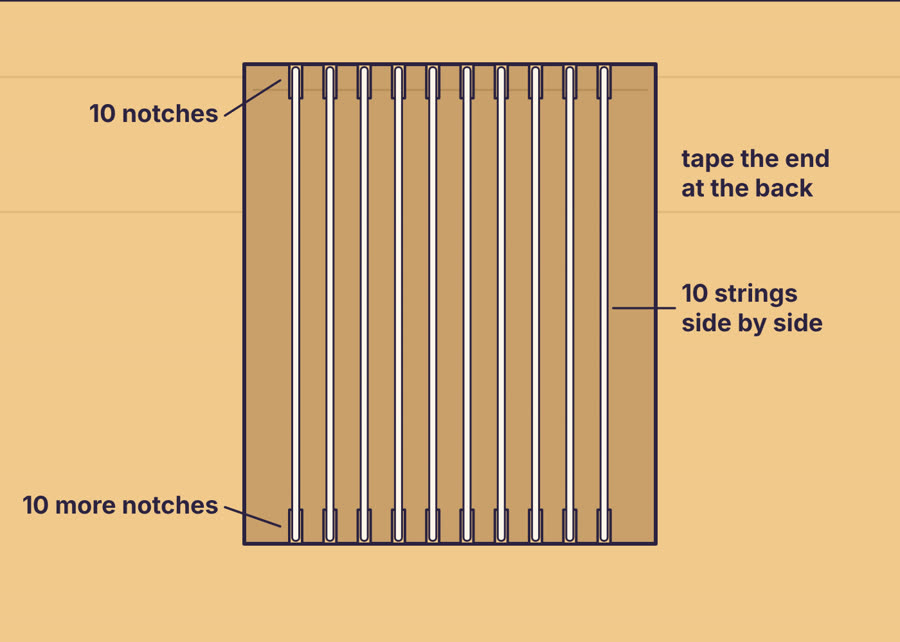 10 notches
tape the end
at the back
10 strings
side by side
10 more notches